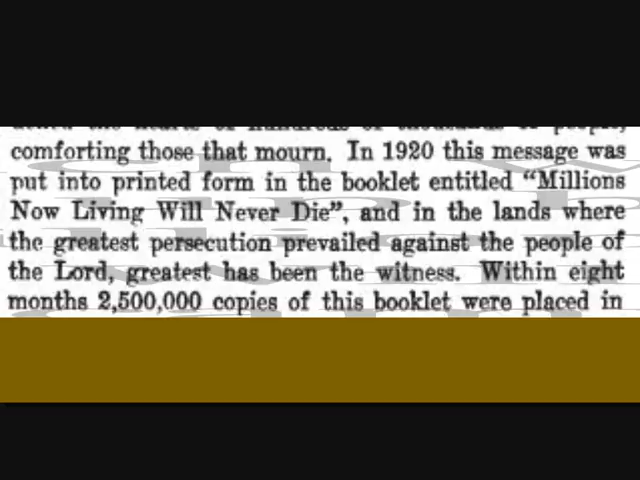 comforting those that mourn. In 1920 this message was
put into printed form in the booklet entitled “Millions
Now Living Will Never Die”, and in the lands where
the greatest persecution prevailed against the people of
the Lord, greatest has been the witness. Within eight
months 2,500,000 copies of this booklet were placed in